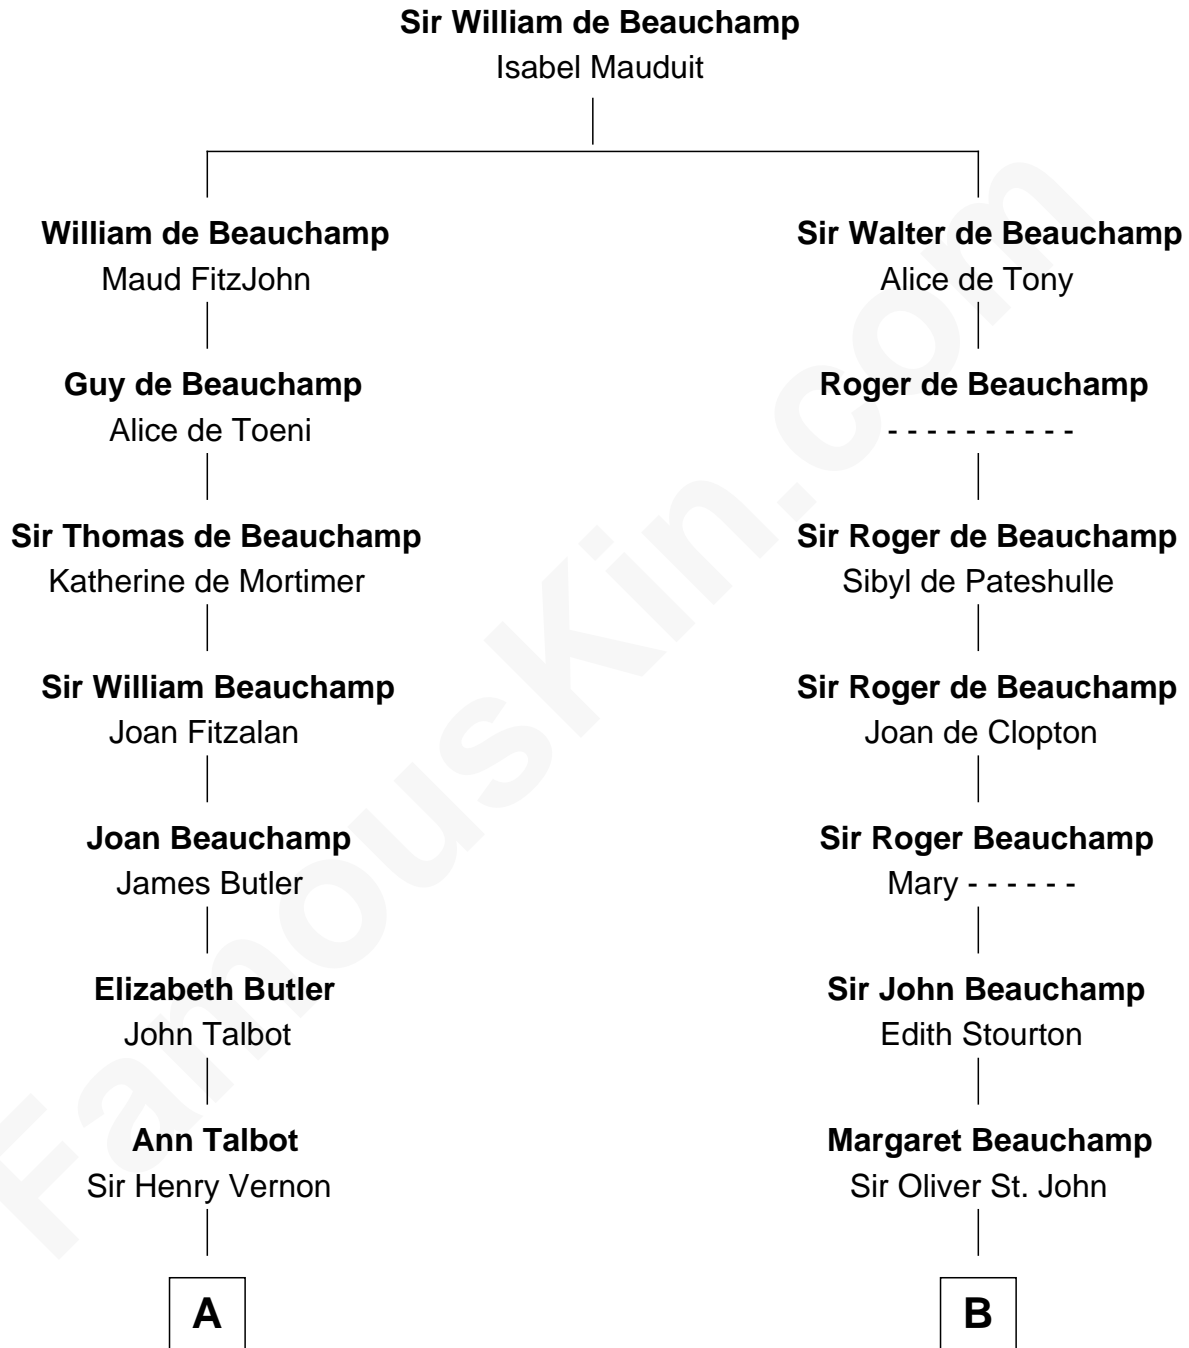 Sir William de Beauchamp
Isabel Mauduit
William de Beauchamp
Maud FitzJohn
Sir Walter de Beauchamp
Alice de Tony
Guy de Beauchamp
Alice de Toeni
Roger de Beauchamp
- - - - - - - - - -
Sir Thomas de Beauchamp
Katherine de Mortimer
Sir Roger de Beauchamp
Sibyl de Pateshulle
Sir William Beauchamp
Joan Fitzalan
Sir Roger de Beauchamp
Joan de Clopton
Joan Beauchamp
James Butler
Sir Roger Beauchamp
Mary - - - - - -
Elizabeth Butler
John Talbot
Sir John Beauchamp
Edith Stourton
Ann Talbot
Sir Henry Vernon
Margaret Beauchamp
Sir Oliver St. John
A
B
FamousKin.com